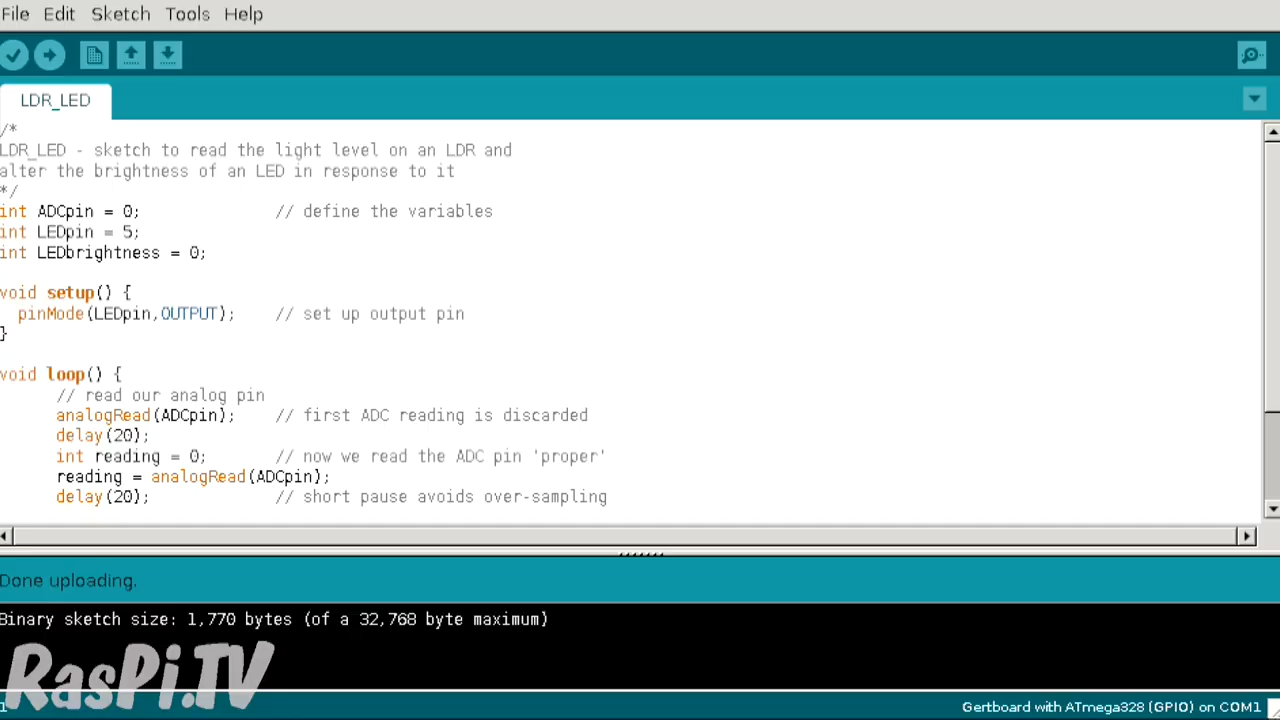 File Edit Sketch Tools Help
LDR_LED
/*
LDR_LED - sketch to read the light level on an LDR and
alter the brightness of an LED in response to it
*/
int ADCpin = 0; // define the variables
int LEDpin = 5;
int LEDbrightness = 0;
void setup() {
pinMode(LEDpin,OUTPUT); // set up output pin
}
void loop() {
// read our analog pin
analogRead(ADCpin); // first ADC reading is discarded
delay(20);
int reading = 0; // now we read the ADC pin 'proper'
reading = analogRead(ADCpin);
delay(20); // short pause avoids over-sampling
Done uploading.
Binary sketch size: 1,770 bytes (of a 32,768 byte maximum)
RasPi.TV
1 Gertboard with ATmega328 (GPIO) on COM1